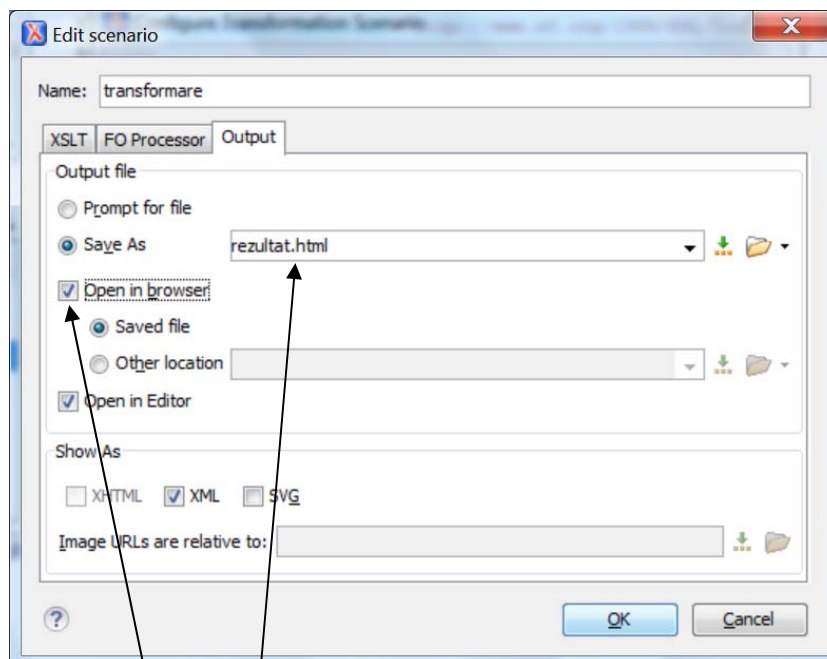 Edit scenario
Name: transformare
XSLT FO Processor Output
Output file
Prompt for file
Save As rezultat.html
Open in browser
Saved file
Other location
Open in Editor
Show As
XHTML XML SVG
Image URLs are relative to:
? OK Cancel